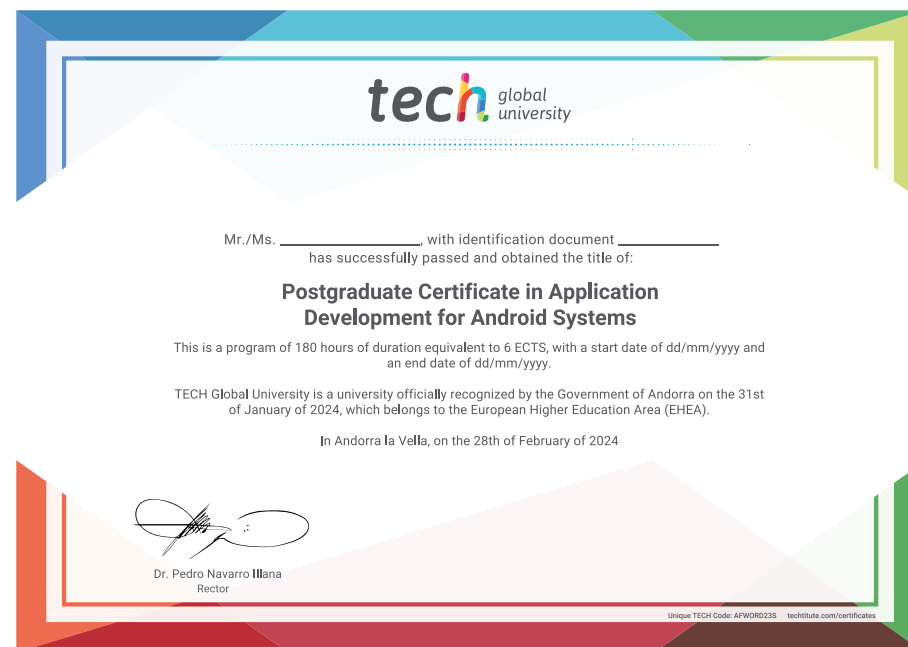 tech global university
Mr./Ms. ____________________, with identification document ______________
has successfully passed and obtained the title of:
Postgraduate Certificate in Application
Development for Android Systems
This is a program of 180 hours of duration equivalent to 6 ECTS, with a start date of dd/mm/yyyy and
an end date of dd/mm/yyyy.
TECH Global University is a university officially recognized by the Government of Andorra on the 31st
of January of 2024, which belongs to the European Higher Education Area (EHEA).
In Andorra la Vella, on the 28th of February of 2024
Dr. Pedro Navarro Illana
Rector
Unique TECH Code: AFWORD23S techtitute.com/certificates